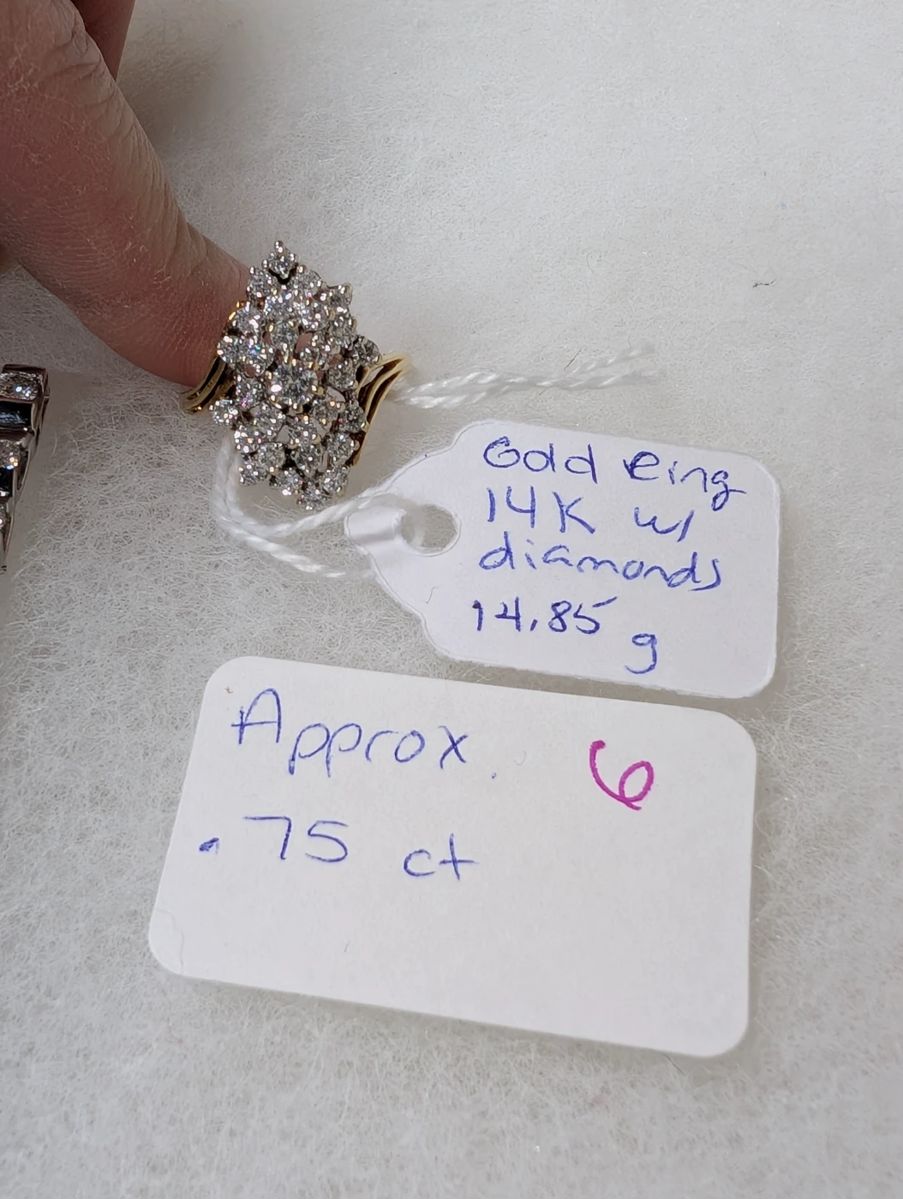 Gold Ring
14K w/
diamonds
14.85 g
Approx. 6
.75 ct